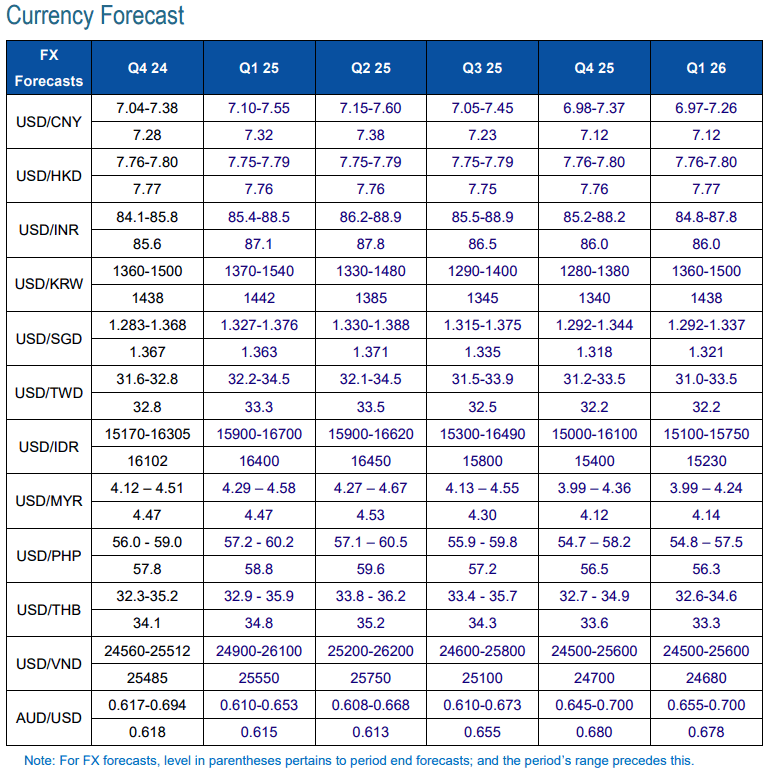 Currency Forecast
FX Forecasts Q4 24 Q1 25 Q2 25 Q3 25 Q4 25 Q1 26
USD/CNY 7.04-7.38 7.10-7.55 7.15-7.60 7.05-7.45 6.98-7.37 6.97-7.26
7.28 7.32 7.38 7.23 7.12 7.12
USD/HKD 7.76-7.80 7.75-7.79 7.75-7.79 7.75-7.79 7.76-7.80 7.76-7.80
7.77 7.76 7.76 7.75 7.76 7.77
USD/INR 84.1-85.8 85.4-88.5 86.2-88.9 85.5-88.9 85.2-88.2 84.8-87.8
85.6 87.1 87.8 86.5 86.0 86.0
USD/KRW 1360-1500 1370-1540 1330-1480 1290-1400 1280-1380 1360-1500
1438 1442 1385 1345 1340 1438
USD/SGD 1.283-1.368 1.327-1.376 1.330-1.388 1.315-1.375 1.292-1.344 1.292-1.337
1.367 1.363 1.371 1.335 1.318 1.321
USD/TWD 31.6-32.8 32.2-34.5 32.1-34.5 31.5-33.9 31.2-33.5 31.0-33.5
32.8 33.3 33.5 32.5 32.2 32.2
USD/IDR 15170-16305 15900-16700 15900-16620 15300-16490 15000-16100 15100-15750
16102 16400 16450 15800 15400 15230
USD/MYR 4.12 – 4.51 4.29 – 4.58 4.27 – 4.67 4.13 – 4.55 3.99 – 4.36 3.99 – 4.24
4.47 4.47 4.53 4.30 4.12 4.14
USD/PHP 56.0 - 59.0 57.2 - 60.2 57.1 – 60.5 55.9 - 59.8 54.7 – 58.2 54.8 – 57.5
57.8 58.8 59.6 57.2 56.5 56.3
USD/THB 32.3-35.2 32.9 - 35.9 33.8 - 36.2 33.4 - 35.7 32.7 - 34.9 32.6-34.6
34.1 34.8 35.2 34.3 33.6 33.3
USD/VND 24560-25512 24900-26100 25200-26200 24600-25800 24500-25600 24500-25600
25485 25550 25750 25100 24700 24680
AUD/USD 0.617-0.694 0.610-0.653 0.608-0.668 0.610-0.673 0.645-0.700 0.655-0.700
0.618 0.615 0.613 0.655 0.680 0.678
Note: For FX forecasts, level in parentheses pertains to period end forecasts; and the period's range precedes this.